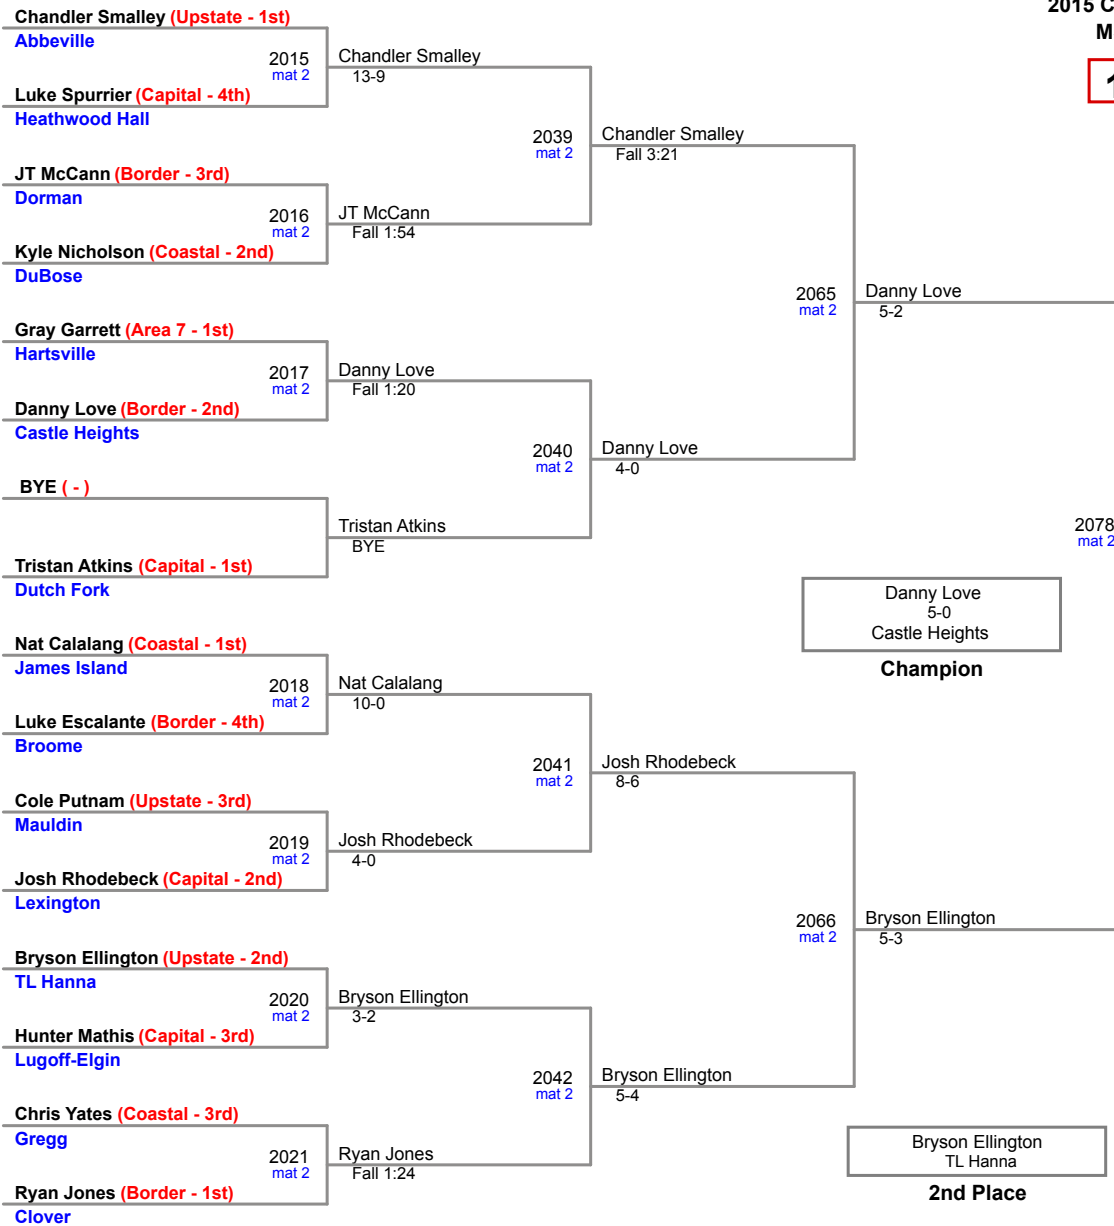 2015 C
M
1
Chandler Smalley (Upstate - 1st)
Abbeville
2015
mat 2
Chandler Smalley
13-9
Luke Spurrier (Capital - 4th)
Heathwood Hall
2039
mat 2
Chandler Smalley
Fall 3:21
JT McCann (Border - 3rd)
Dorman
2016
mat 2
JT McCann
Fall 1:54
Kyle Nicholson (Coastal - 2nd)
DuBose
2065
mat 2
Danny Love
5-2
Gray Garrett (Area 7 - 1st)
Hartsville
2017
mat 2
Danny Love
Fall 1:20
Danny Love (Border - 2nd)
Castle Heights
2040
mat 2
Danny Love
4-0
BYE ( - )
Tristan Atkins
BYE
Tristan Atkins (Capital - 1st)
Dutch Fork
2078
mat 2
Danny Love
5-0
Castle Heights
Champion
Nat Calalang (Coastal - 1st)
James Island
2018
mat 2
Nat Calalang
10-0
Luke Escalante (Border - 4th)
Broome
2041
mat 2
Josh Rhodebeck
8-6
Cole Putnam (Upstate - 3rd)
Mauldin
2019
mat 2
Josh Rhodebeck
4-0
Josh Rhodebeck (Capital - 2nd)
Lexington
2066
mat 2
Bryson Ellington
5-3
Bryson Ellington (Upstate - 2nd)
TL Hanna
2020
mat 2
Bryson Ellington
3-2
Hunter Mathis (Capital - 3rd)
Lugoff-Elgin
2042
mat 2
Bryson Ellington
5-4
Chris Yates (Coastal - 3rd)
Gregg
2021
mat 2
Ryan Jones
Fall 1:24
Ryan Jones (Border - 1st)
Clover
Bryson Ellington
TL Hanna
2nd Place